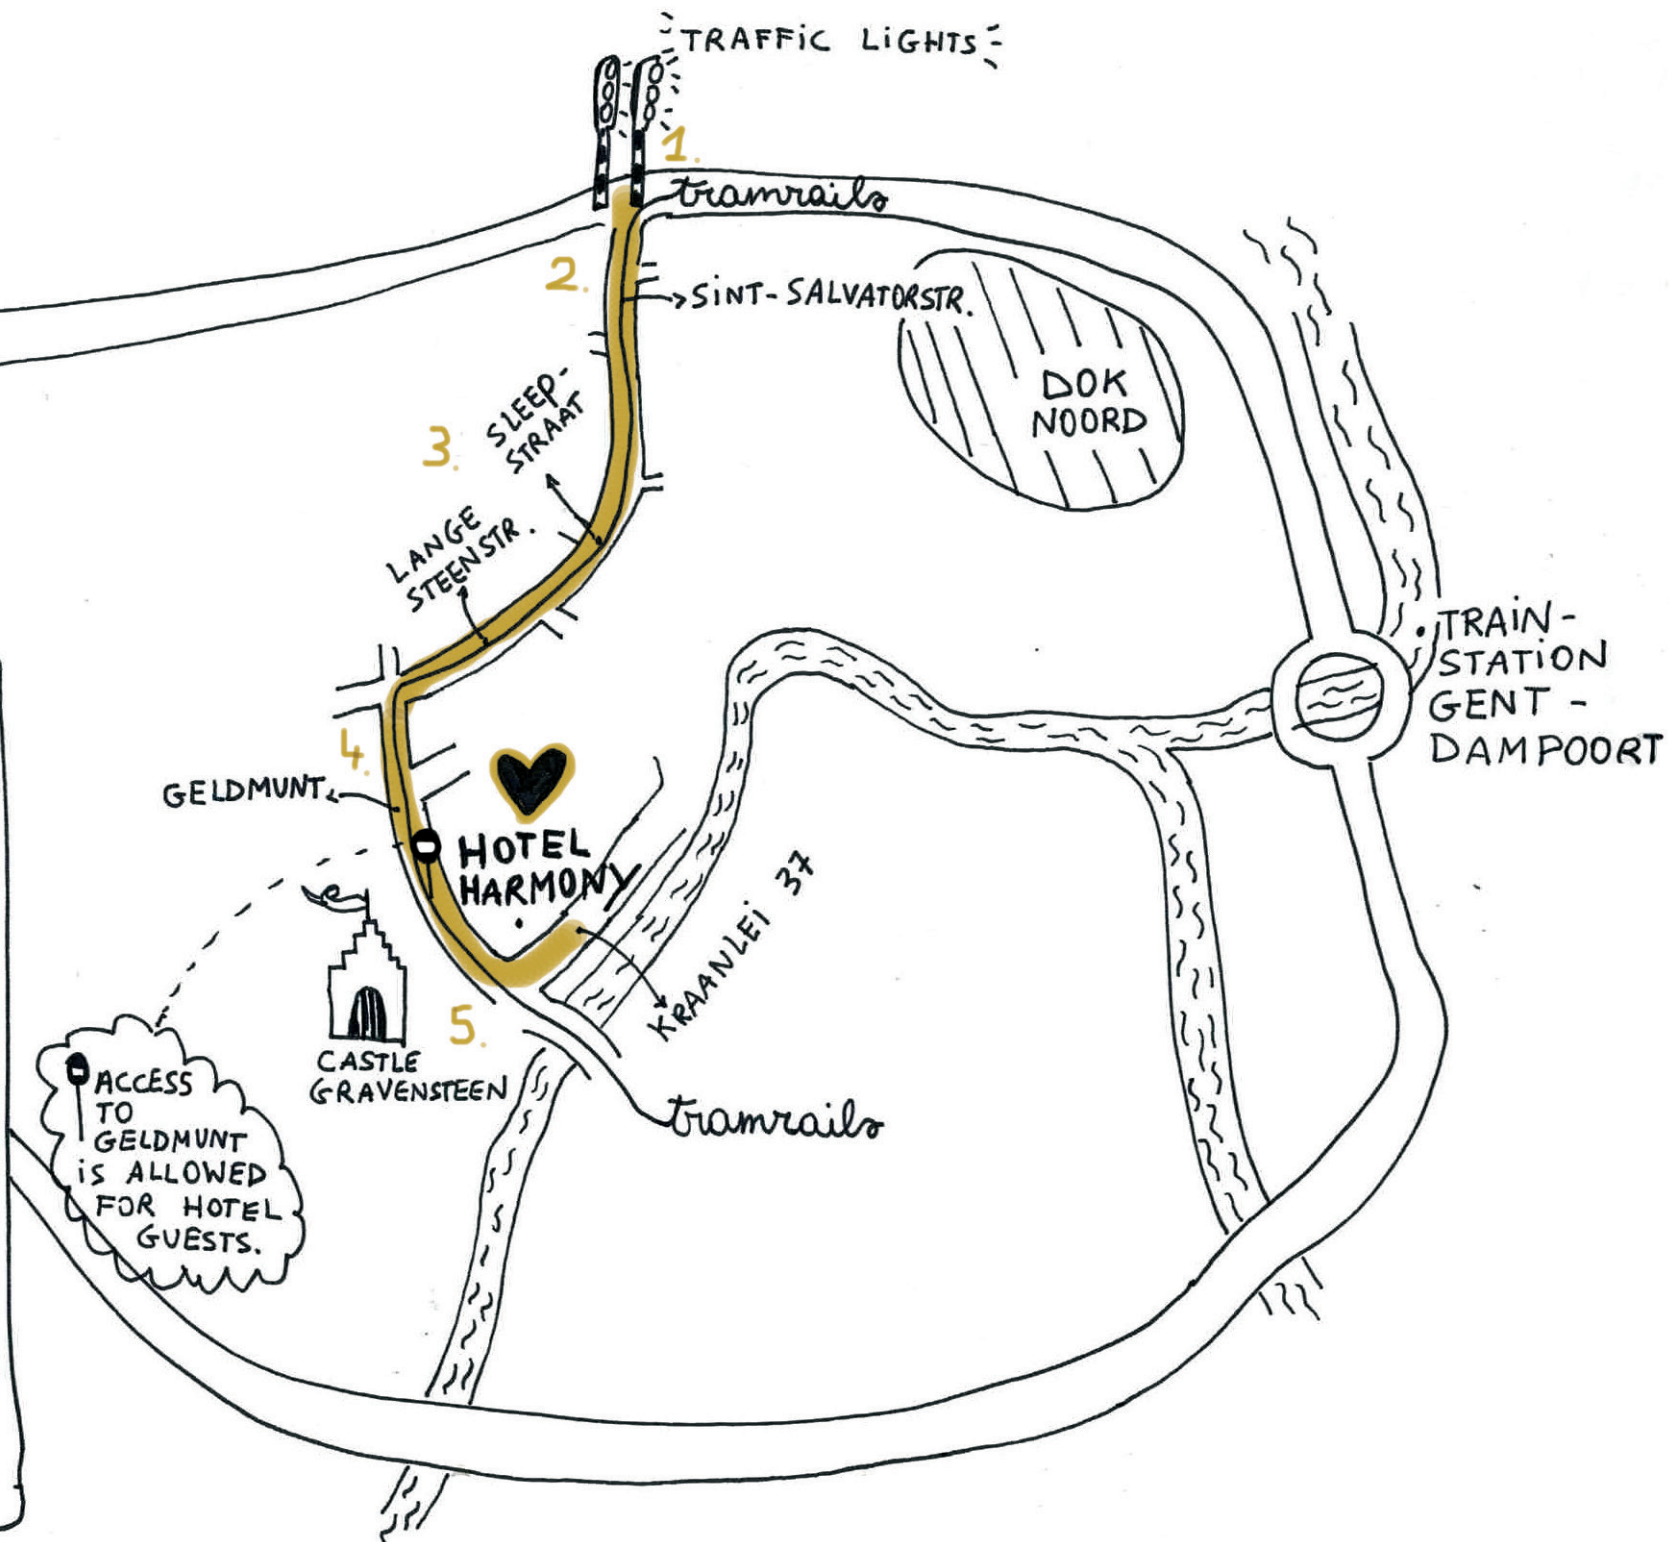 TRAFFIC LIGHTS
1.
tramrails
2.
SINT-SALVATORSTR.
SLEEP-
STRAAT
3.
DOK
NOORD
LANGE
STEENSTR.
TRAIN-
STATION
GENT-
DAMPOORT
4.
GELDMUNT
HOTEL
HARMONY
KRAANLEI 37
5.
CASTLE
GRAVENSTEEN
ACCESS
TO
GELDMUNT
iS ALLOWED
FOR HOTEL
GUESTS.
tramrails